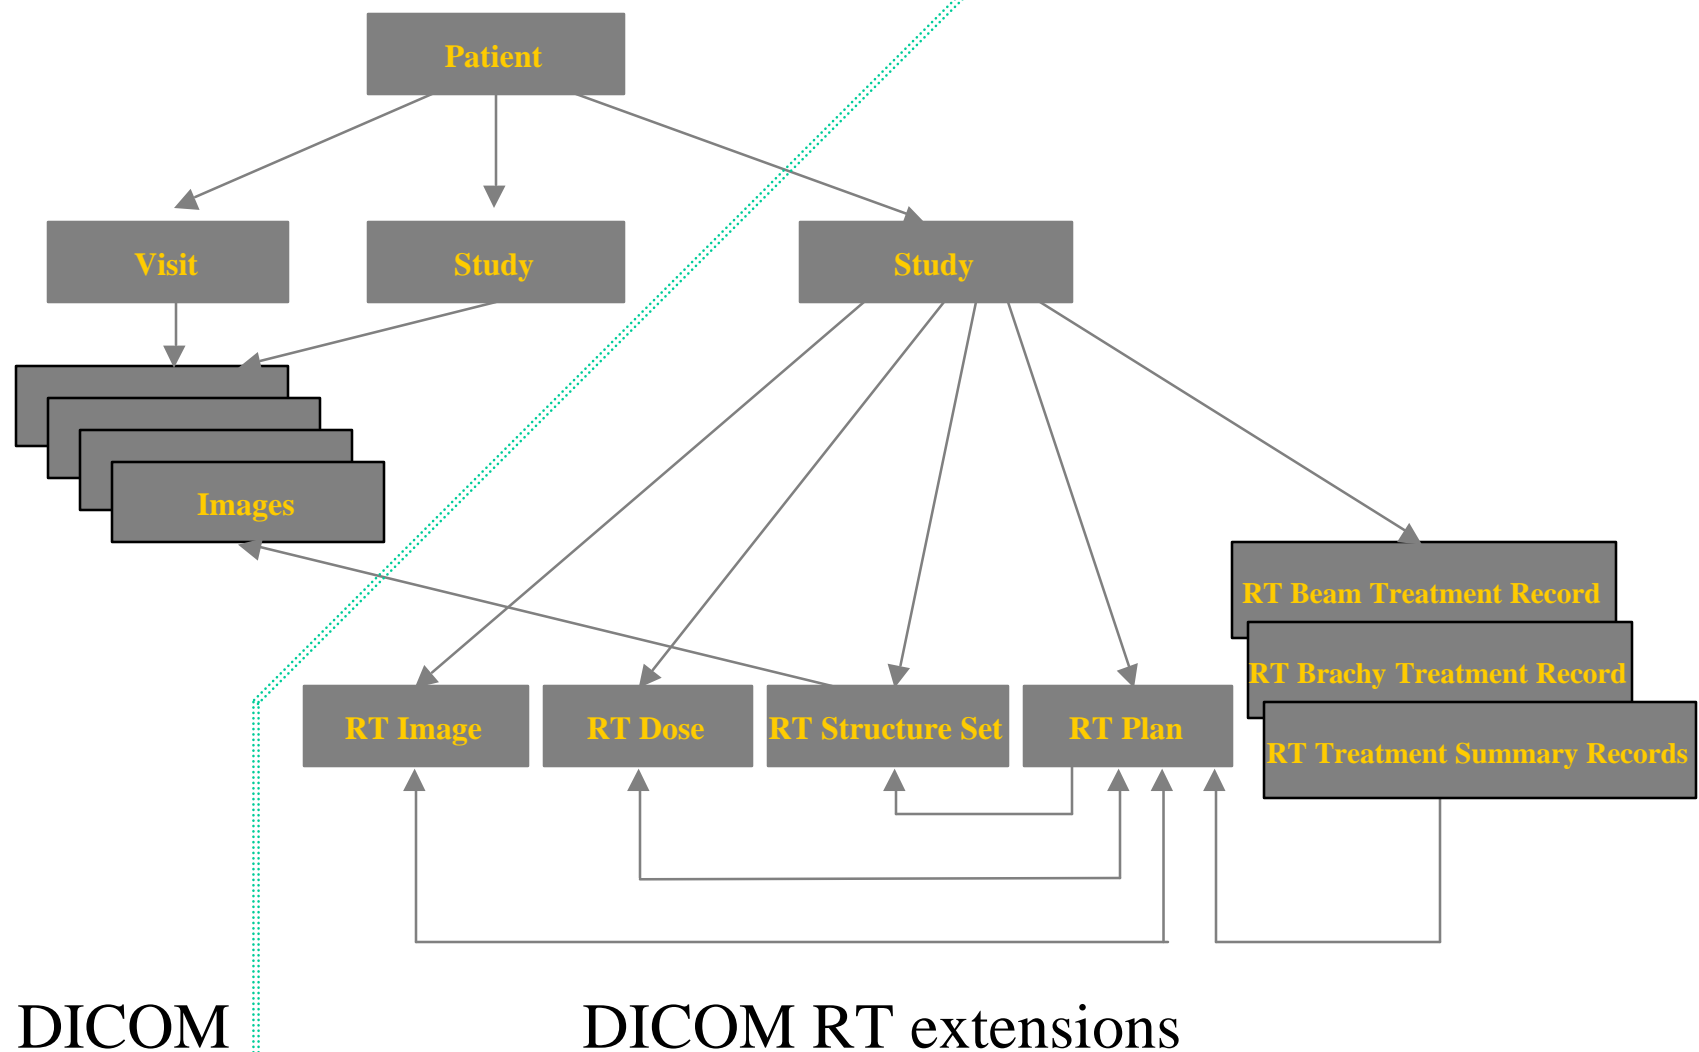 Patient
Visit
Study
Study
Images
RT Beam Treatment Record
RT Brachy Treatment Record
RT Treatment Summary Records
RT Image
RT Dose
RT Structure Set
RT Plan
DICOM
DICOM RT extensions